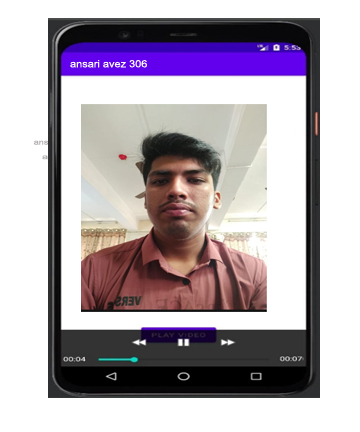 5:53
ansari avez 306
VERS
PLAY VIDEO
00:04
00:07